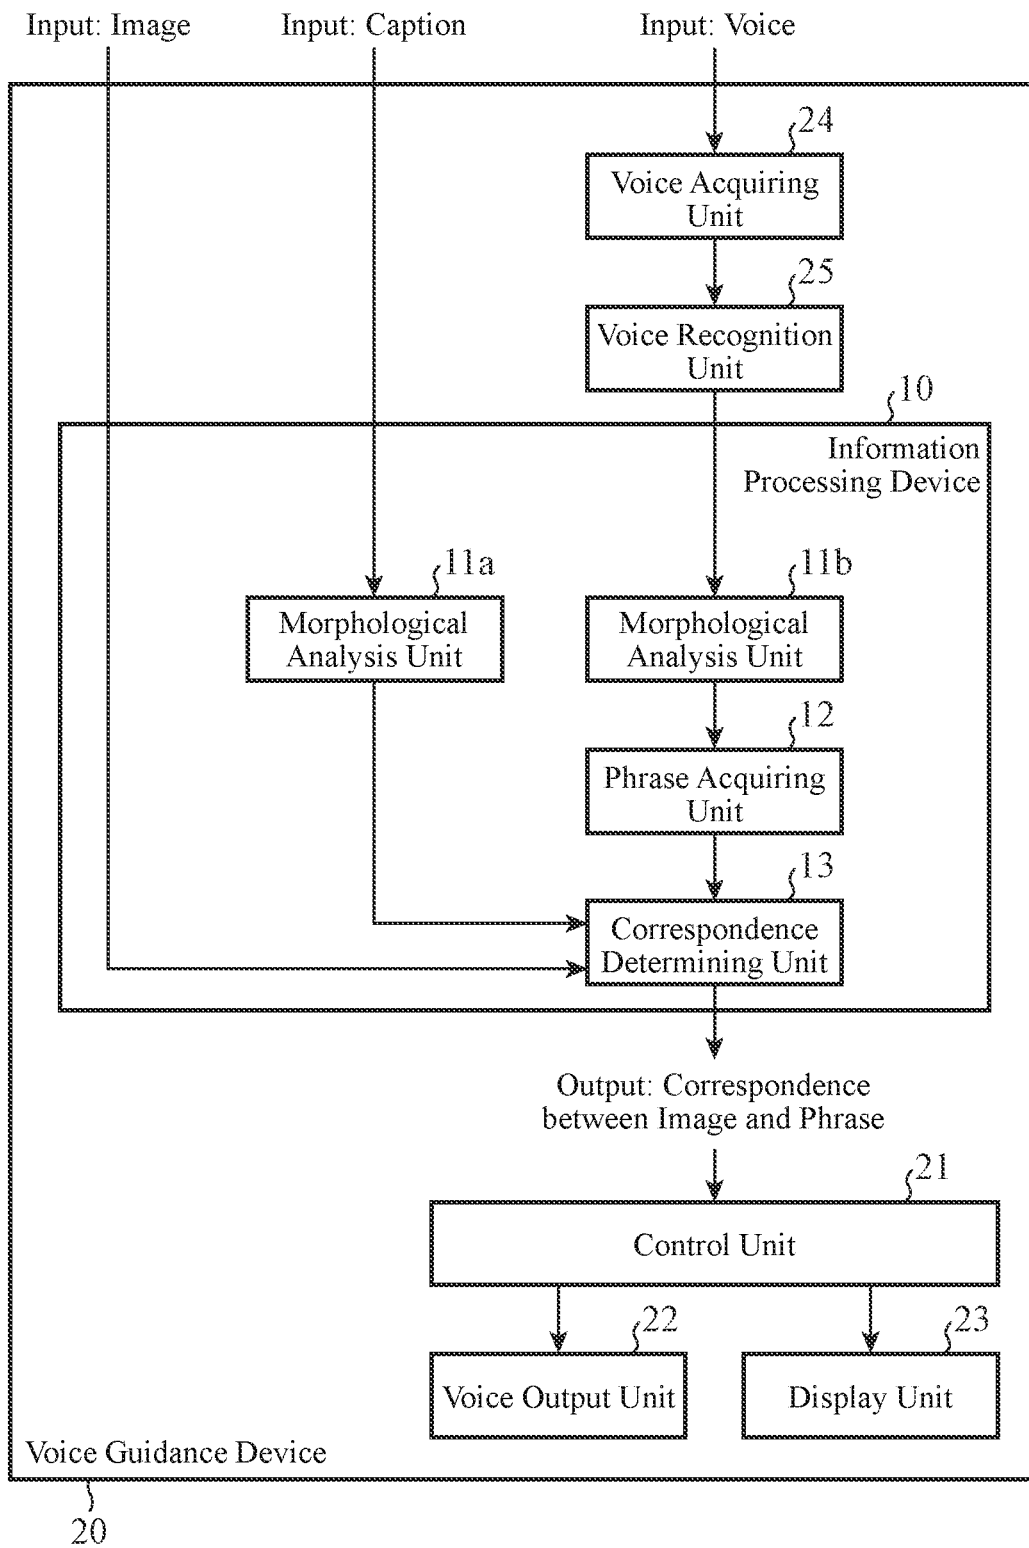 Input: Image
Input: Caption
Input: Voice
24
Voice Acquiring
Unit
25
Voice Recognition
Unit
10
Information
Processing Device
11a
Morphological
Analysis Unit
11b
Morphological
Analysis Unit
12
Phrase Acquiring
Unit
13
Correspondence
Determining Unit
Output: Correspondence
between Image and Phrase
21
Control Unit
22
Voice Output Unit
23
Display Unit
Voice Guidance Device
20